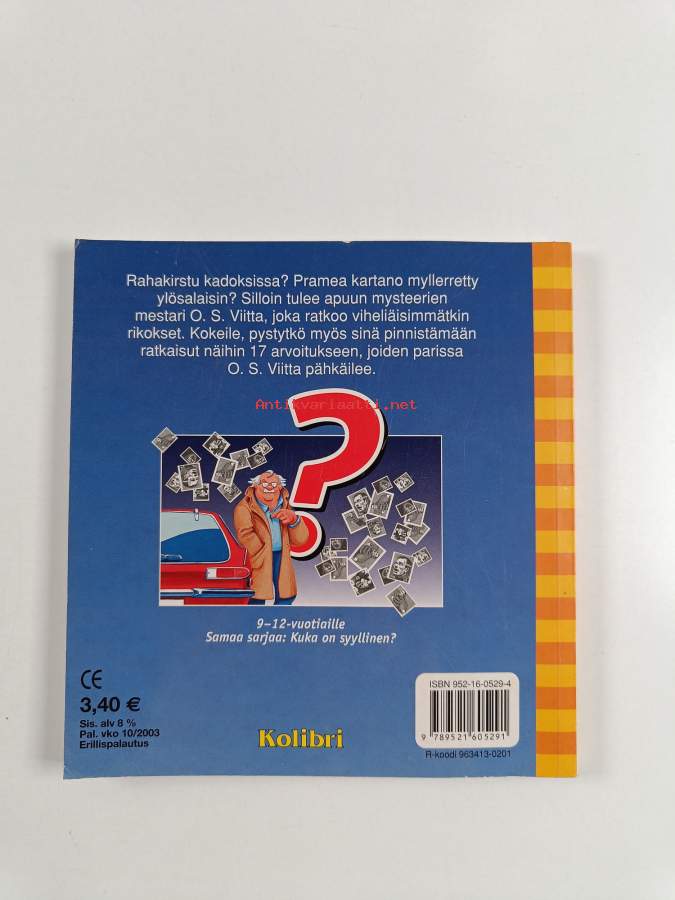 Rahakirstu kadoksissa? Pramea kartano myllerretty
ylösalaisin? Silloin tulee apuun mysteerien
mestari O. S. Viitta, joka ratkoo viheliäisimmätkin
rikokset. Kokeile, pystytkö myös sinä pinnistämään
ratkaisut näihin 17 arvoitukseen, joiden parissa
O. S. Viitta pähkäilee.
Antikvariaatti.net
?
9–12-vuotiaille
Samaa sarjaa: Kuka on syyllinen?
CE
3,40 €
Sis. alv 8 %
Pal. vko 10/2003
Erillispalautus
Kolibri
ISBN 952-16-0529-4
9 789521 605291
R-koodi 963413-0201